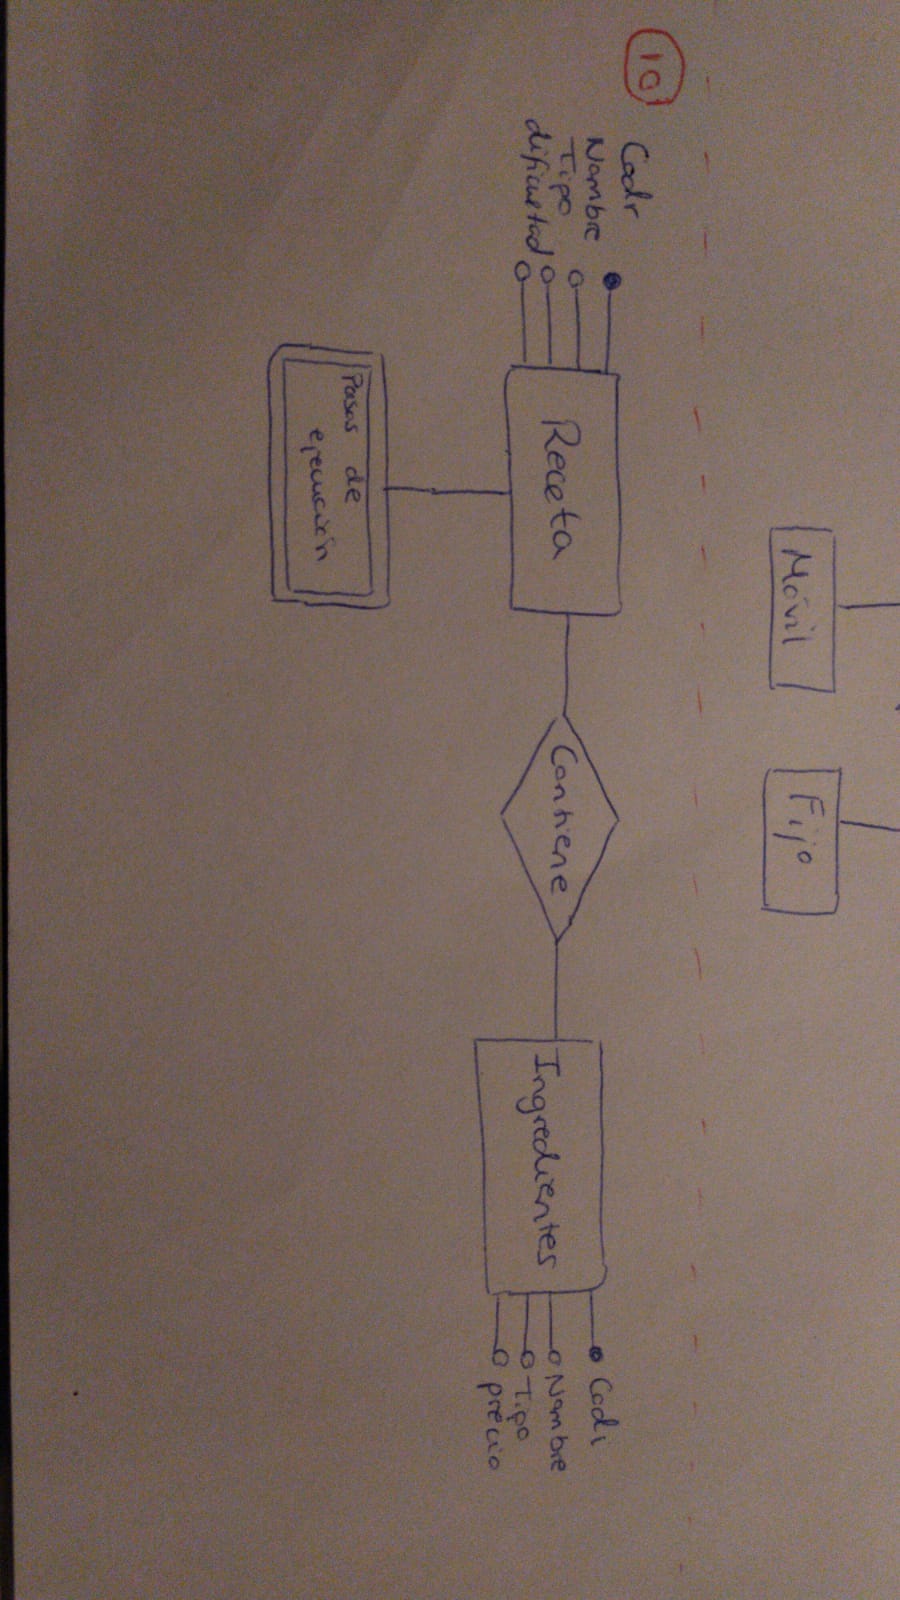 Móvil
Fijo
10
Codr
Nombre
Tipo
dificultad
Receta
Contiene
Ingredientes
Codi
Nombre
Tipo
precio
Pasos de
ejecución